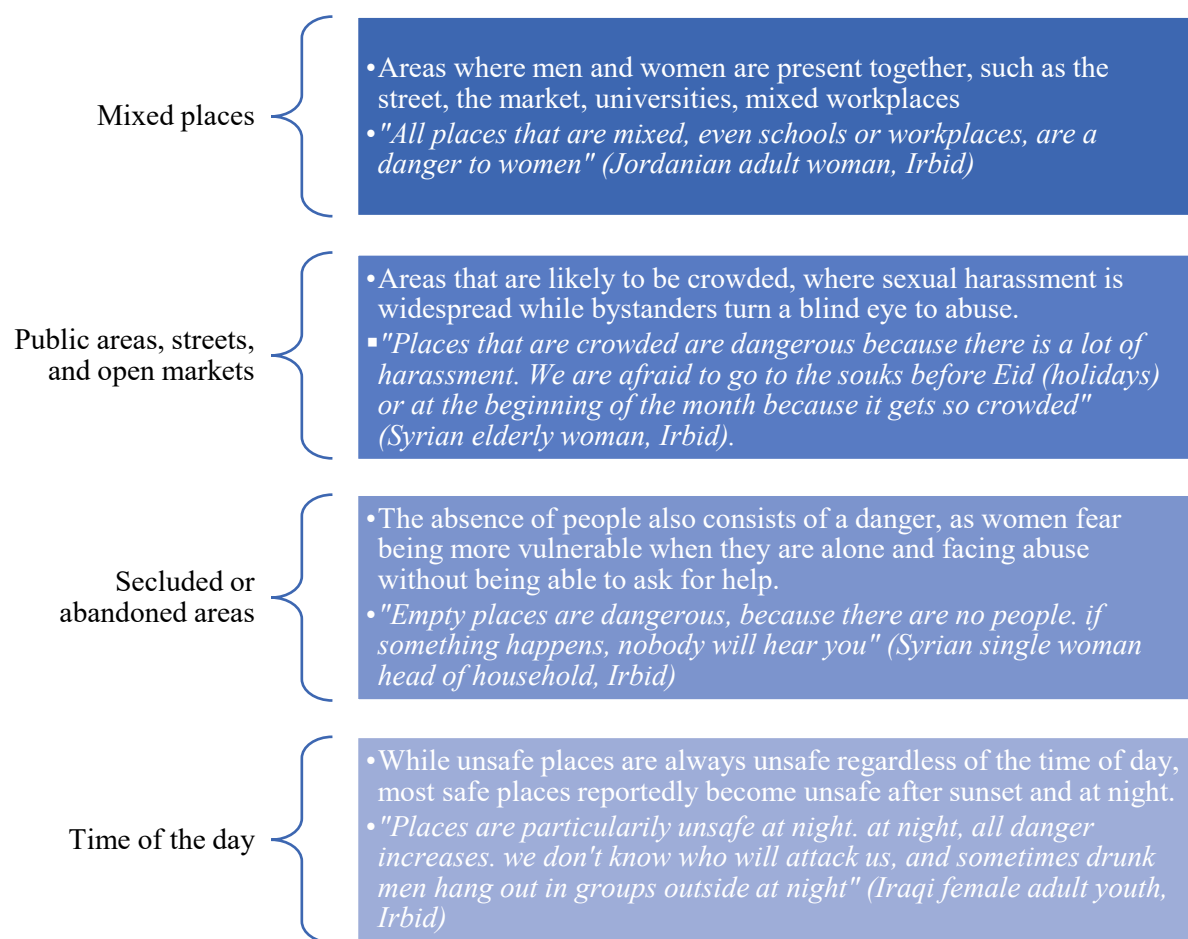 Mixed places
•Areas where men and women are present together, such as the
street, the market, universities, mixed workplaces
•"All places that are mixed, even schools or workplaces, are a
danger to women" (Jordanian adult woman, Irbid)
Public areas, streets,
and open markets
•Areas that are likely to be crowded, where sexual harassment is
widespread while bystanders turn a blind eye to abuse.
▪"Places that are crowded are dangerous because there is a lot of
harassment. We are afraid to go to the souks before Eid (holidays)
or at the beginning of the month because it gets so crowded"
(Syrian elderly woman, Irbid).
Secluded or
abandoned areas
•The absence of people also consists of a danger, as women fear
being more vulnerable when they are alone and facing abuse
without being able to ask for help.
•"Empty places are dangerous, because there are no people. if
something happens, nobody will hear you" (Syrian single woman
head of household, Irbid)
Time of the day
•While unsafe places are always unsafe regardless of the time of day,
most safe places reportedly become unsafe after sunset and at night.
•"Places are particularly unsafe at night. at night, all danger
increases. we don't know who will attack us, and sometimes drunk
men hang out in groups outside at night" (Iraqi female adult youth,
Irbid)